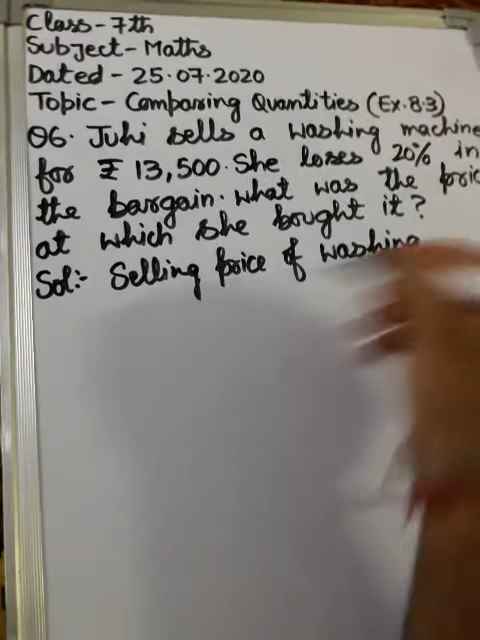 Class-7th
Subject-Maths
Dated-25.07.2020
Topic-Comparing Quantities (Ex.8.3)
Q6. Juhi sells a washing machine
for ₹ 13,500. She loses 20% in
the bargain. what was the pric
at which she bought it?
Sol:- Selling price of washing